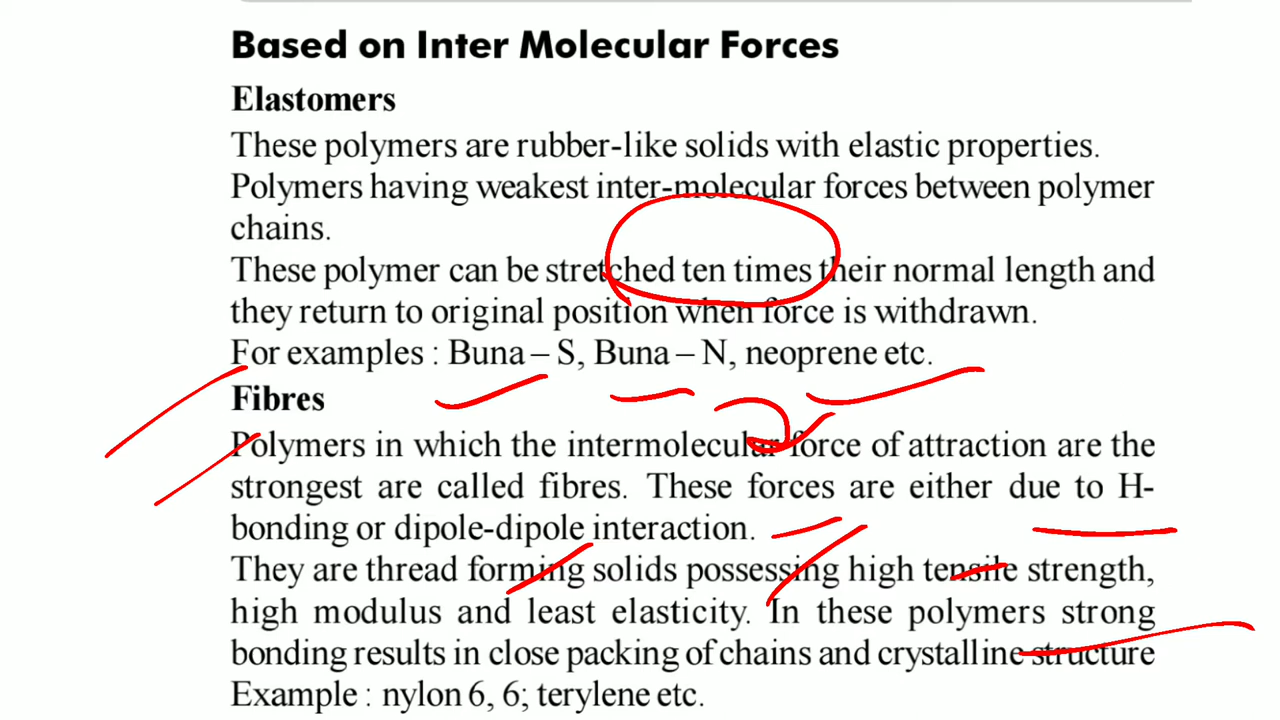 Based on Inter Molecular Forces
Elastomers
These polymers are rubber-like solids with elastic properties.
Polymers having weakest inter-molecular forces between polymer
chains.
These polymer can be stretched ten times their normal length and
they return to original position when force is withdrawn.
For examples : Buna – S, Buna – N, neoprene etc.
Fibres
Polymers in which the intermolecular force of attraction are the
strongest are called fibres. These forces are either due to H-
bonding or dipole-dipole interaction.
They are thread forming solids possessing high tensile strength,
high modulus and least elasticity. In these polymers strong
bonding results in close packing of chains and crystalline structure
Example : nylon 6, 6; terylene etc.